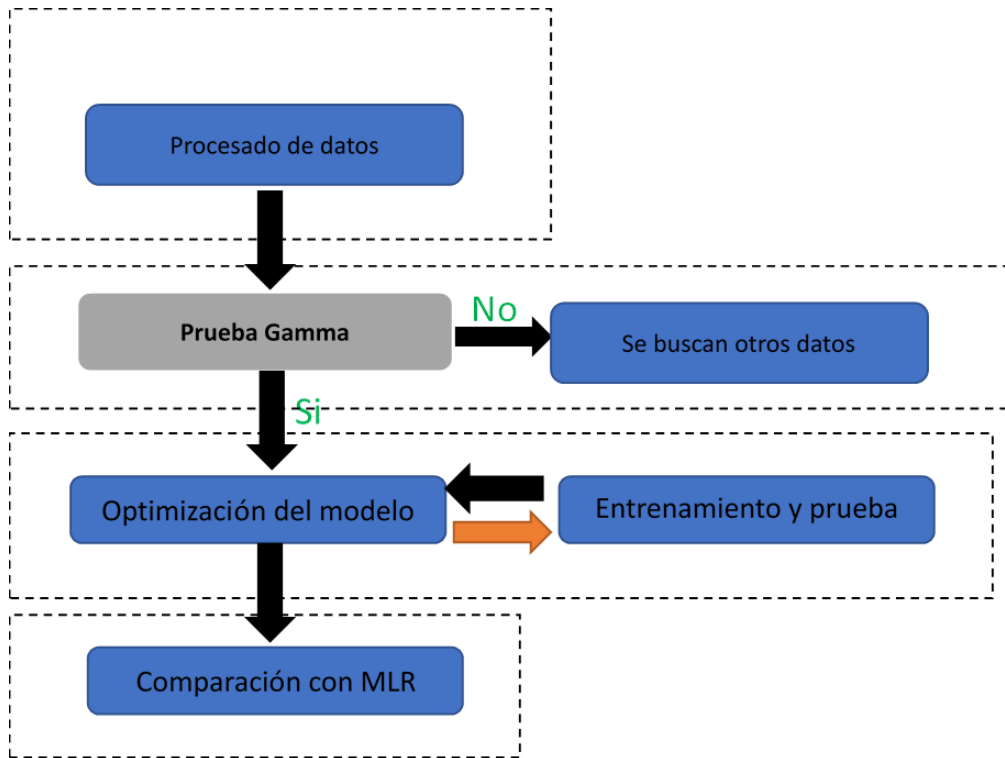 Procesado de datos
Prueba Gamma
No
Se buscan otros datos
Si
Optimización del modelo
Entrenamiento y prueba
Comparación con MLR